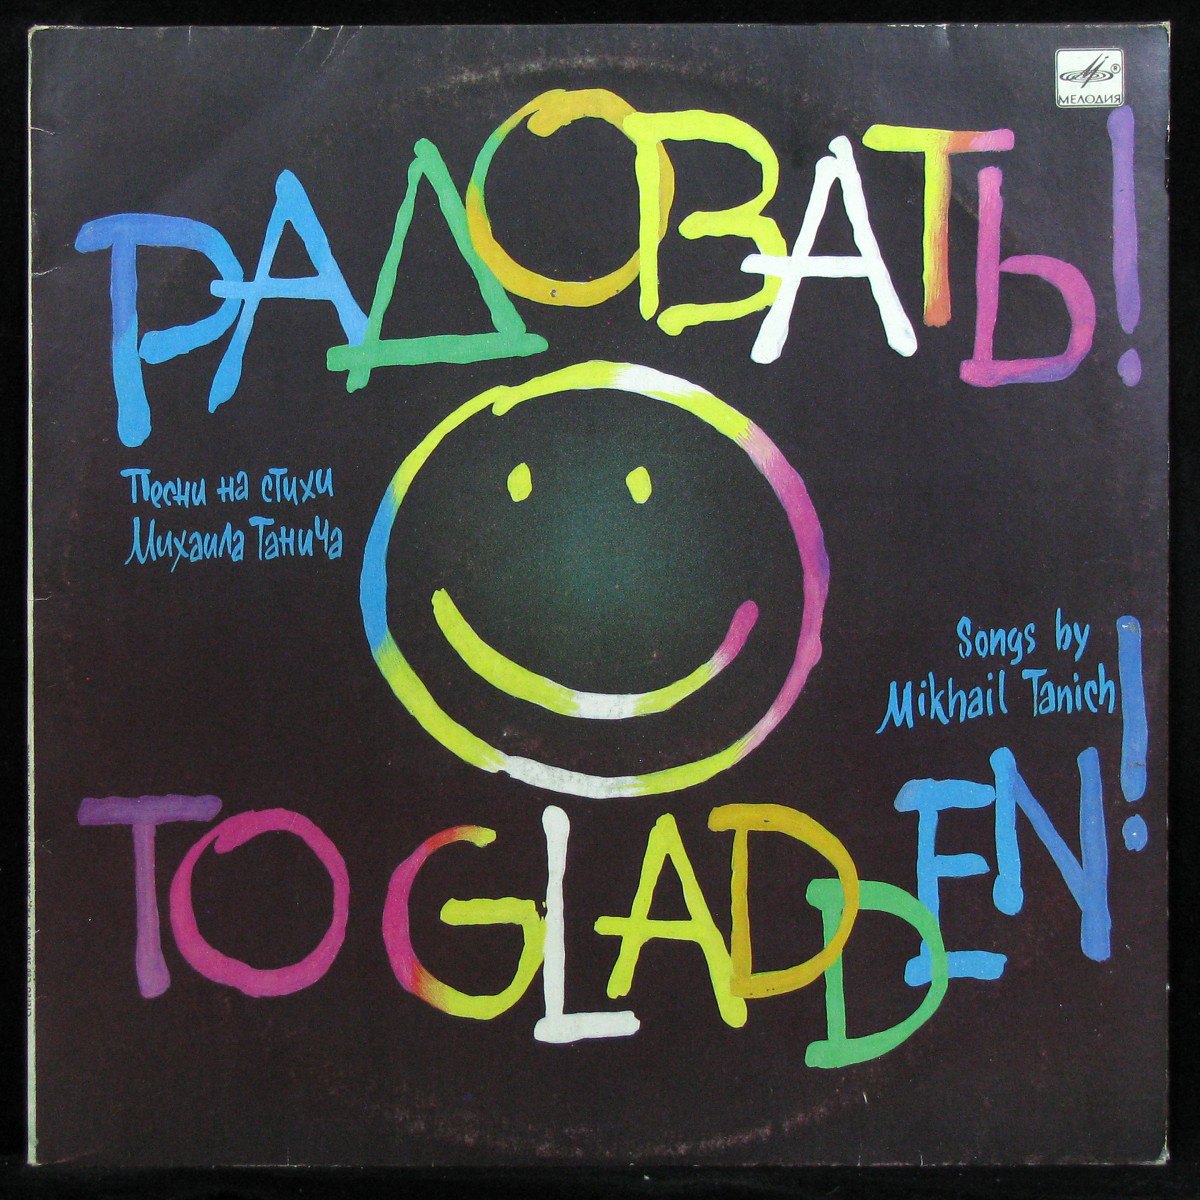 МЕЛОДИЯ
РАДОВАТЬ!
Песни на стихи
Михаила Танича
Songs by
Mikhail Tanich
TO GLADDEN!